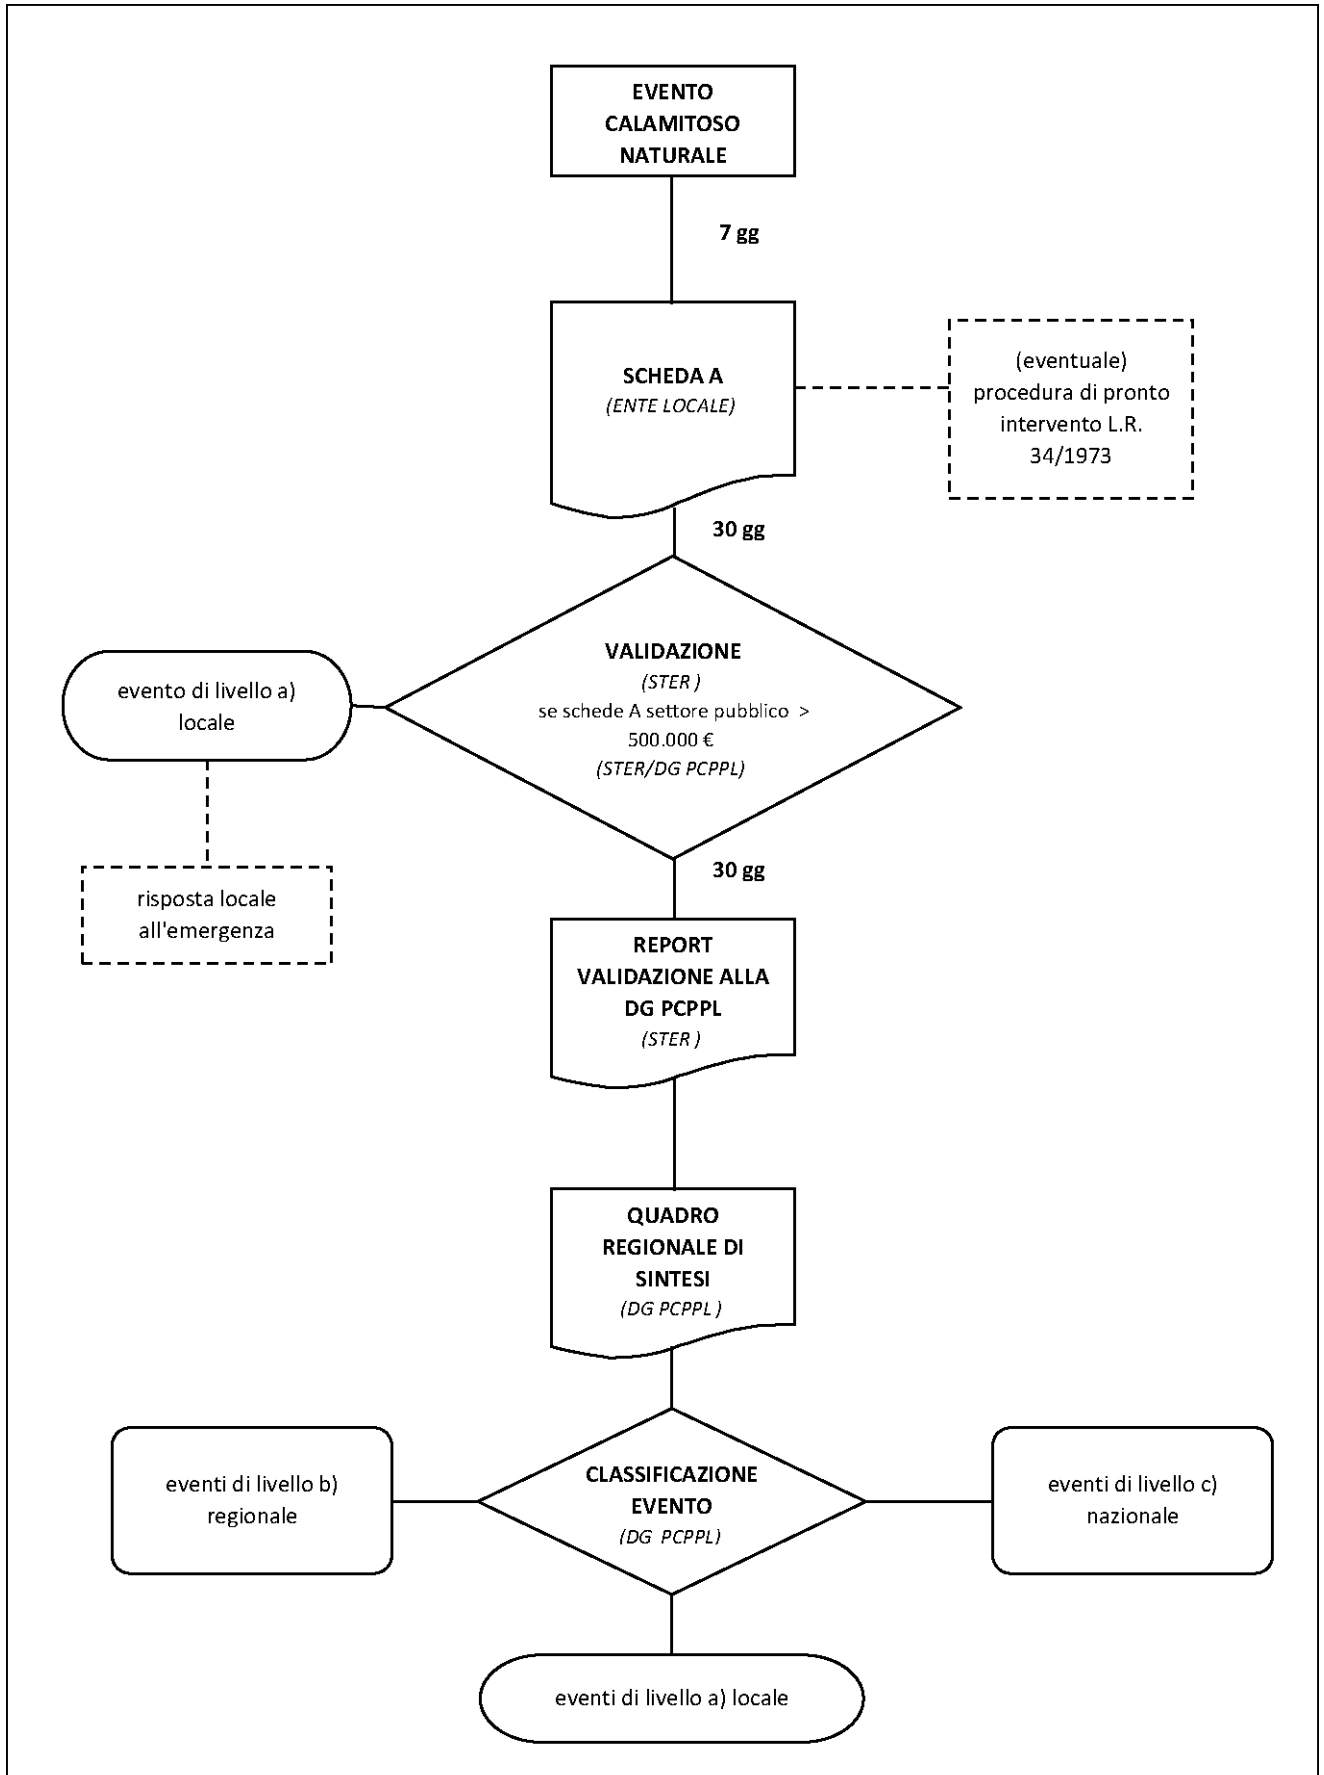 EVENTO
CALAMITOSO
NATURALE
7 gg
SCHEDA A
(ENTE LOCALE)
(eventuale)
procedura di pronto
intervento L.R.
34/1973
30 gg
VALIDAZIONE
(STER )
se schede A settore pubblico >
500.000 €
(STER/DG PCPPL)
evento di livello a)
locale
risposta locale
all'emergenza
30 gg
REPORT
VALIDAZIONE ALLA
DG PCPPL
(STER )
QUADRO
REGIONALE DI
SINTESI
(DG PCPPL )
eventi di livello b)
regionale
CLASSIFICAZIONE
EVENTO
(DG PCPPL)
eventi di livello c)
nazionale
eventi di livello a) locale